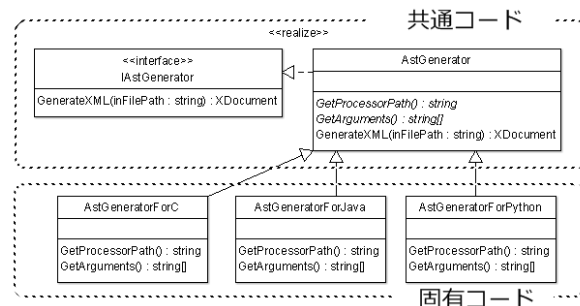 共通コード
<<realize>>
<<interface>>
IAstGenerator
GenerateXML(inFilePath : string) : XDocument
AstGenerator
GetProcessorPath() : string
GetArguments() : string[]
GenerateXML(inFilePath : string) : XDocument
AstGeneratorForC
GetProcessorPath() : string
GetArguments() : string[]
AstGeneratorForJava
GetProcessorPath() : string
GetArguments() : string[]
AstGeneratorForPython
GetProcessorPath() : string
GetArguments() : string[]
固有コード